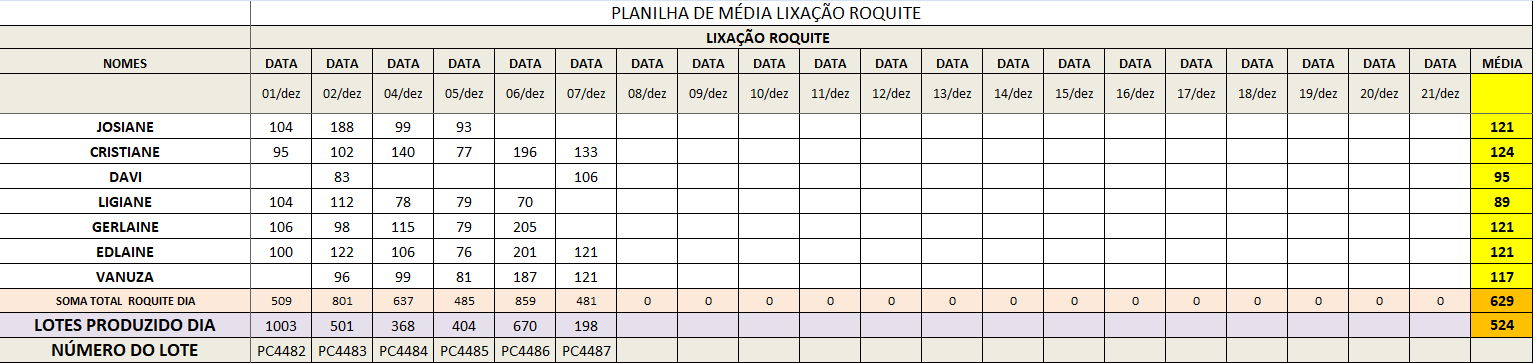 PLANILHA DE MÉDIA LIXAÇÃO ROQUITE
LIXAÇÃO ROQUITE
NOMES DATA DATA DATA DATA DATA DATA DATA DATA DATA DATA DATA DATA DATA DATA DATA DATA DATA DATA DATA DATA MÉDIA
01/dez 02/dez 04/dez 05/dez 06/dez 07/dez 08/dez 09/dez 10/dez 11/dez 12/dez 13/dez 14/dez 15/dez 16/dez 17/dez 18/dez 19/dez 20/dez 21/dez
JOSIANE 104 188 99 93 121
CRISTIANE 95 102 140 77 196 133 124
DAVI 83 106 95
LIGIANE 104 112 78 79 70 89
GERLAINE 106 98 115 79 205 121
EDLAINE 100 122 106 76 201 121 121
VANUZA 96 99 81 187 121 117
SOMA TOTAL ROQUITE DIA 509 801 637 485 859 481 0 0 0 0 0 0 0 0 0 0 0 0 0 0 629
LOTES PRODUZIDO DIA 1003 501 368 404 670 198 524
NÚMERO DO LOTE PC4482 PC4483 PC4484 PC4485 PC4486 PC4487